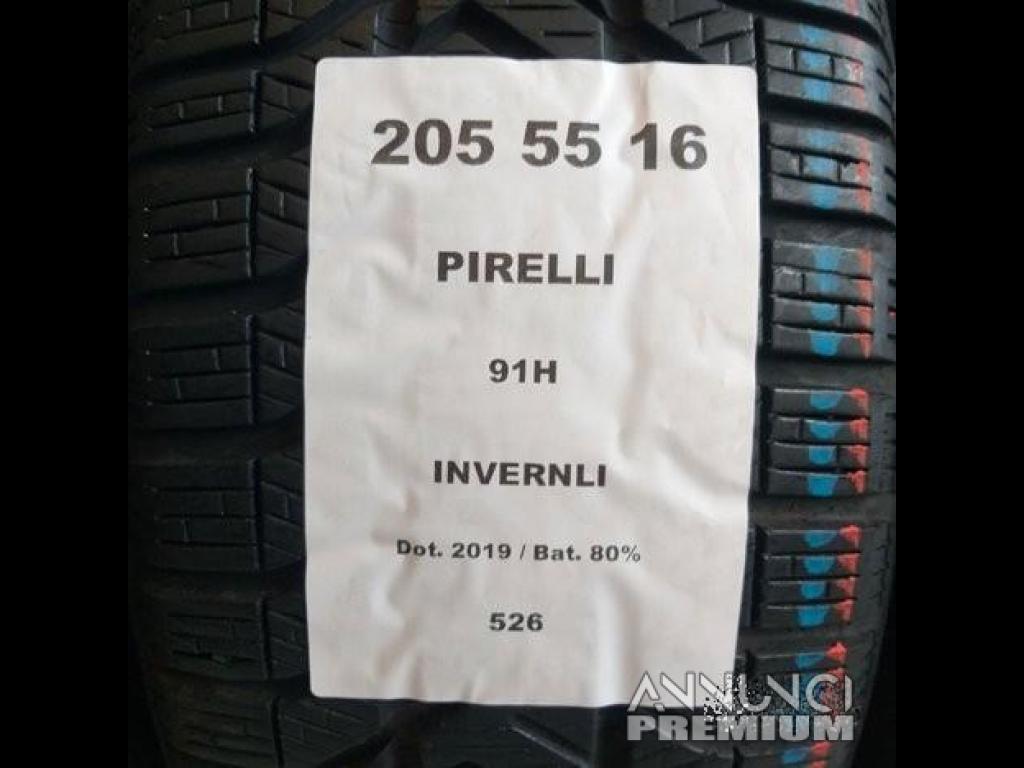 205 55 16
PIRELLI
91H
INVERNLI
Dot. 2019 / Bat. 80%
526
ANNUNCI
PREMIUM